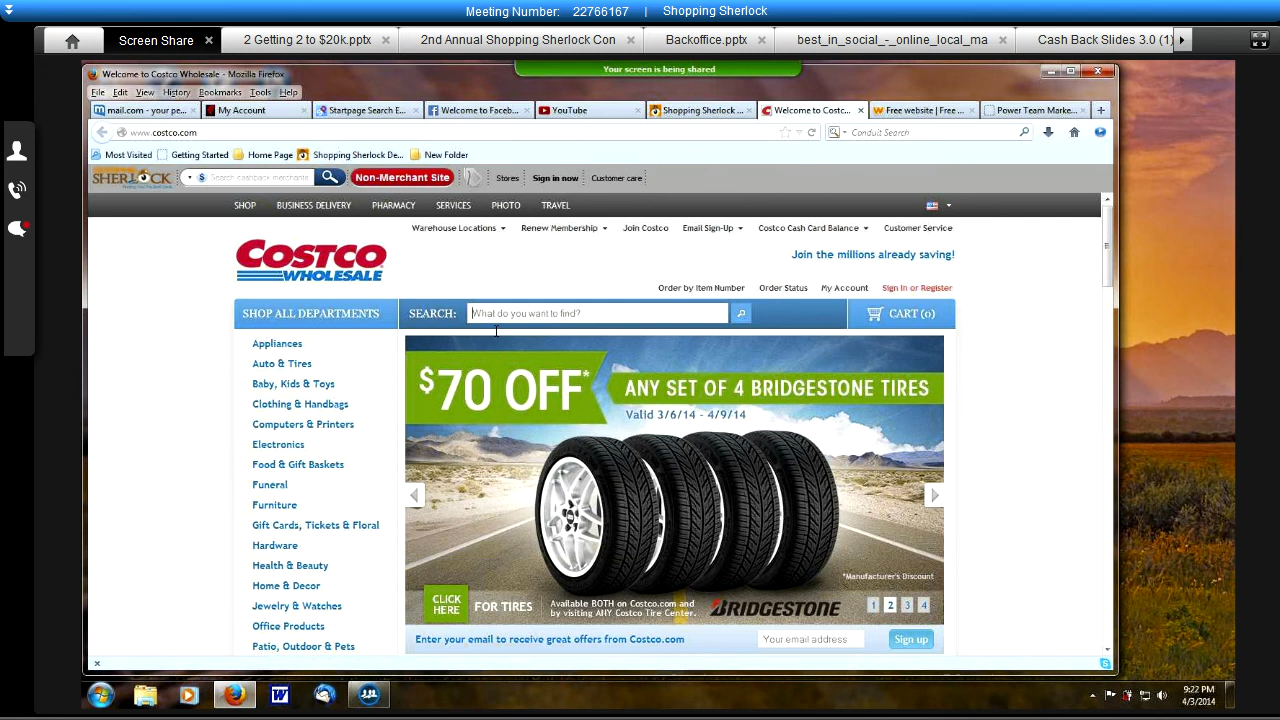 Meeting Number: 22766167 | Shopping Sherlock
Screen Share
2 Getting 2 to $20k.pptx
2nd Annual Shopping Sherlock Con
Backoffice.pptx
best_in_social_-_online_local_ma
Cash Back Slides 3.0 (1)
Your screen is being shared
Welcome to Costco Wholesale - Mozilla Firefox
File Edit View History Bookmarks Tools Help
mail.com - your pe...
My Account
Startpage Search E...
Welcome to Faceb...
YouTube
Shopping Sherlock ...
Welcome to Costc...
Free website | Free ...
Power Team Marke...
www.costco.com
Conduit Search
Most Visited
Getting Started
Home Page
Shopping Sherlock De...
New Folder
SHERLOCK
Search cashback merchants
Non-Merchant Site
Stores
Sign in now
Customer care
SHOP
BUSINESS DELIVERY
PHARMACY
SERVICES
PHOTO
TRAVEL
Warehouse Locations
Renew Membership
Join Costco
Email Sign-Up
Costco Cash Card Balance
Customer Service
COSTCO
WHOLESALE
Join the millions already saving!
Order by Item Number
Order Status
My Account
Sign In or Register
SHOP ALL DEPARTMENTS
SEARCH:
What do you want to find?
CART (0)
Appliances
Auto & Tires
Baby, Kids & Toys
Clothing & Handbags
Computers & Printers
Electronics
Food & Gift Baskets
Funeral
Furniture
Gift Cards, Tickets & Floral
Hardware
Health & Beauty
Home & Decor
Jewelry & Watches
Office Products
Patio, Outdoor & Pets
$70 OFF*
ANY SET OF 4 BRIDGESTONE TIRES
Valid 3/6/14 - 4/9/14
*Manufacturer's Discount
CLICK
HERE
FOR TIRES
Available BOTH on Costco.com and
by visiting ANY Costco Tire Center.
BRIDGESTONE
1 2 3 4
Enter your email to receive great offers from Costco.com
Your email address
Sign up
9:22 PM
4/3/2014